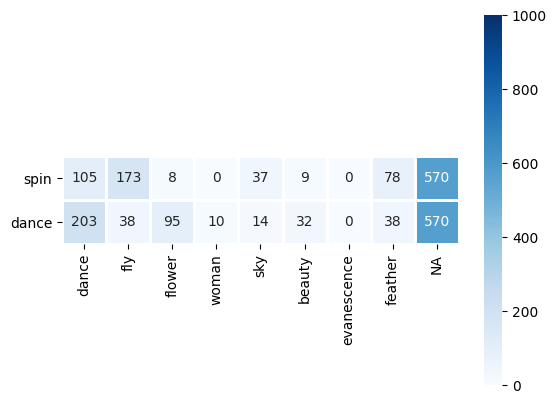 1000
800
600
400
200
0
spin 105 173 8 0 37 9 0 78 570
dance 203 38 95 10 14 32 0 38 570
dance fly flower woman sky beauty evanescence feather NA